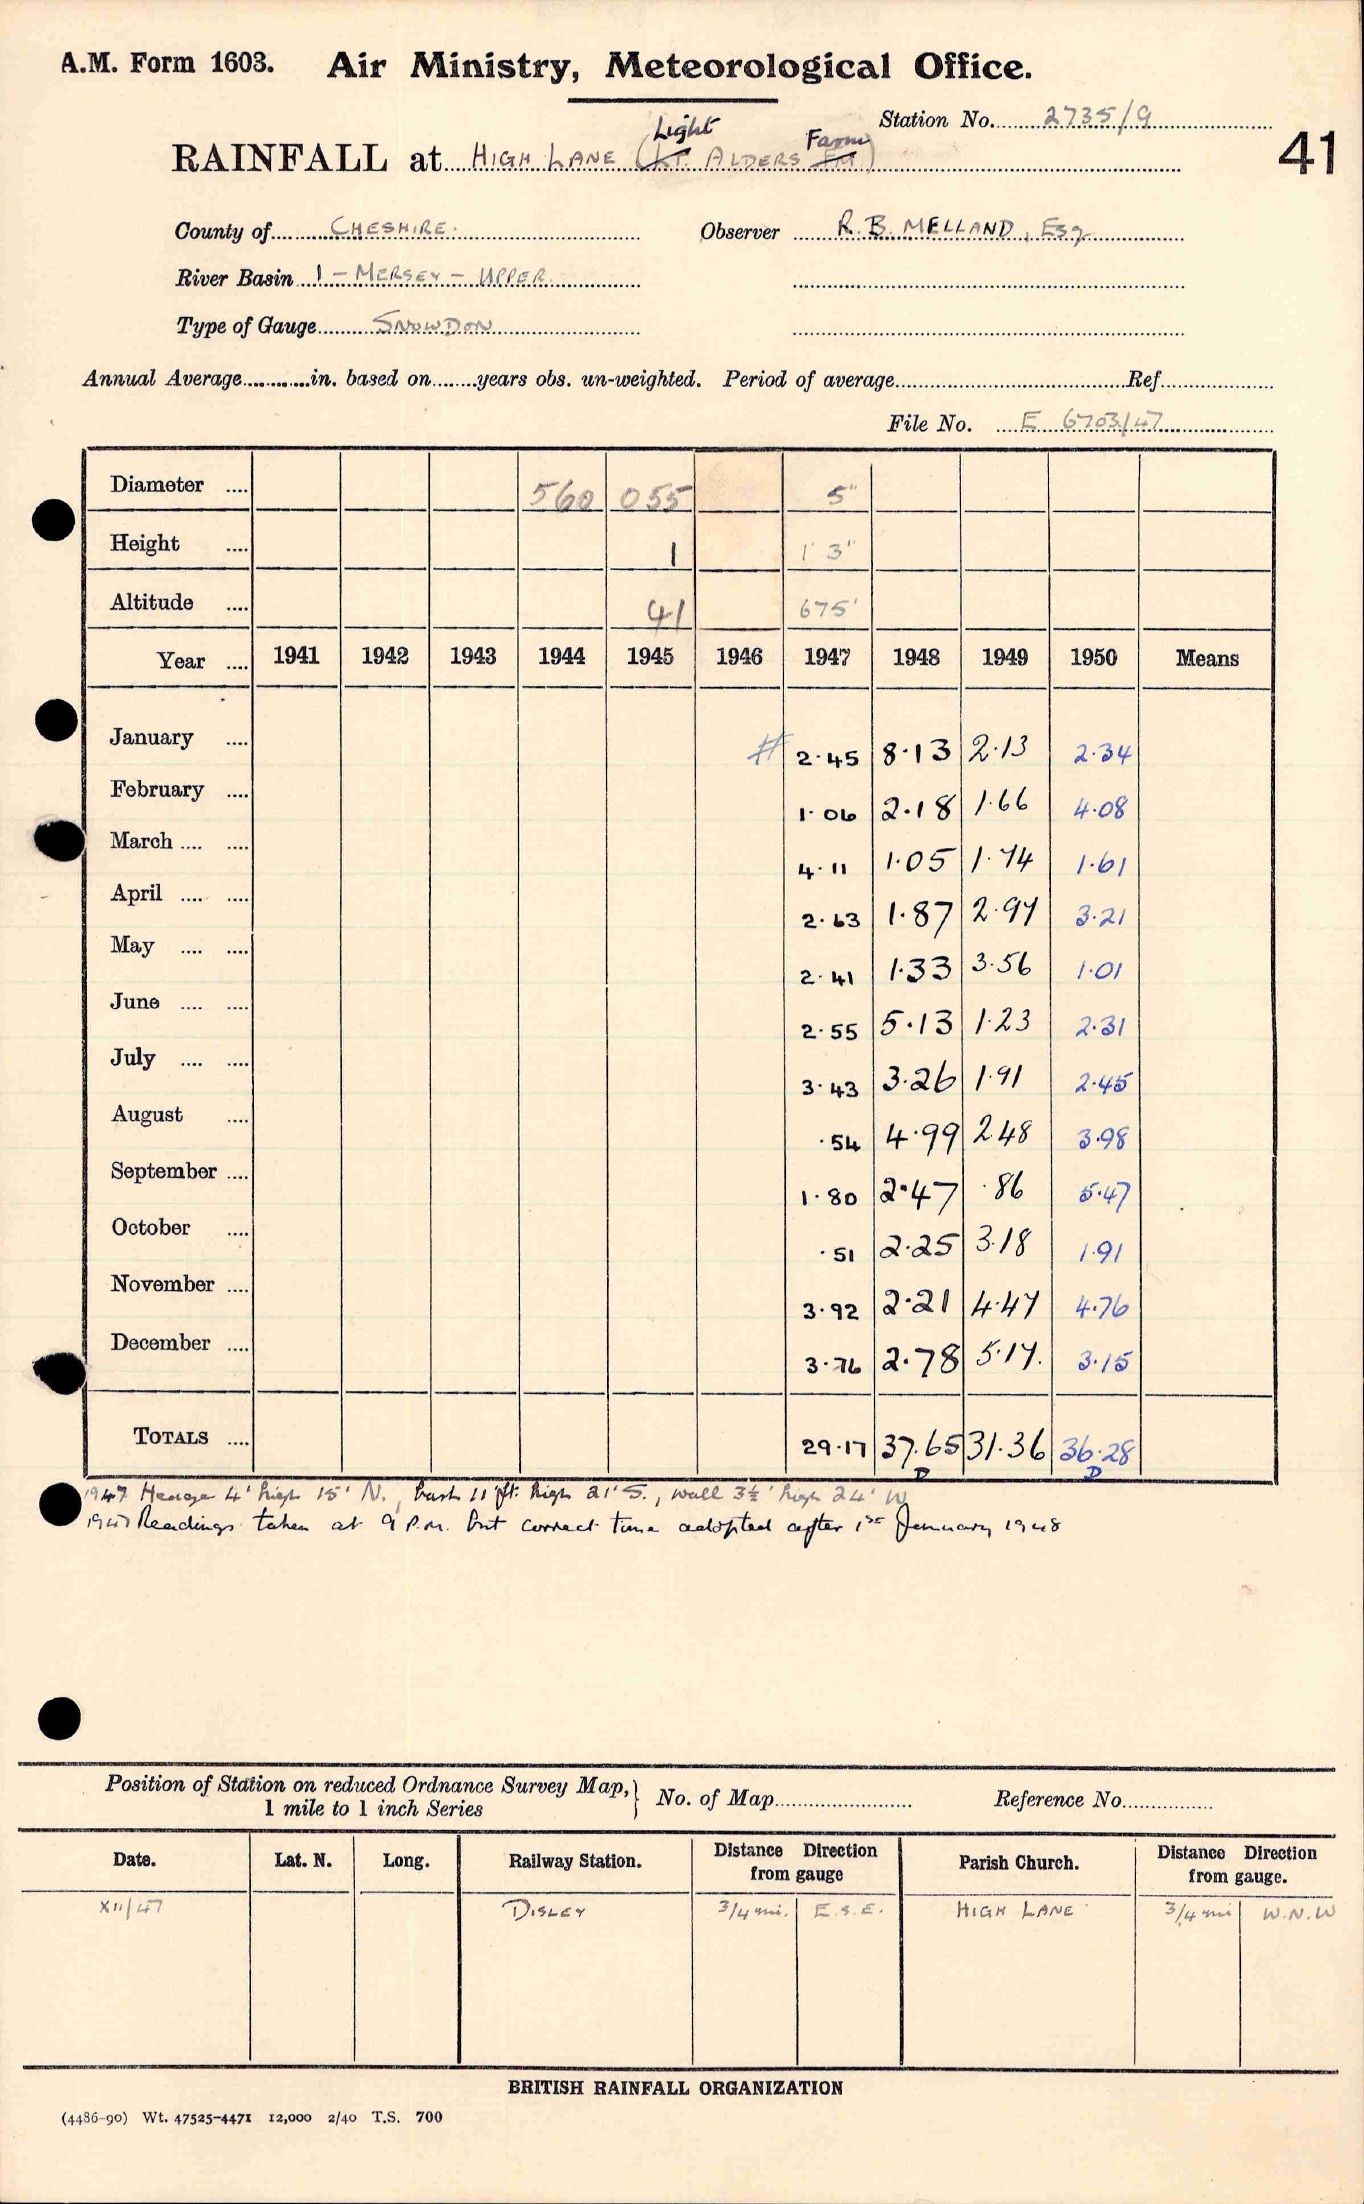 A.M. Form 1603. Air Ministry, Meteorological Office.
Station No. 2735/9
41
Light Farm
RAINFALL at HIGH LANE (LT. ALDERS FM.)
County of CHESHIRE. Observer R. B. MELLAND, Esq
River Basin 1 – MERSEY – UPPER
Type of Gauge SNOWDON
Annual Average in. based on years obs. un-weighted. Period of average Ref
File No. E 6703/47
Diameter .... 560 055 5"
Height .... 1 1' 3"
Altitude .... 41 675'
Year .... 1941 1942 1943 1944 1945 1946 1947 1948 1949 1950 Means
January .... # 2·45 8·13 2·13 2·34
February .... 1·06 2·18 1·66 4·08
March .... .... 4·11 1·05 1·74 1·61
April .... .... 2·63 1·87 2·97 3·21
May .... .... 2·41 1·33 3·56 1·01
June .... .... 2·55 5·13 1·23 2·31
July .... .... 3·43 3·26 1·91 2·45
August .... ·54 4·99 2·48 3·98
September .... 1·80 2·47 ·86 5·47
October .... ·51 2·25 3·18 1·91
November .... 3·92 2·21 4·47 4·76
December .... 3·76 2·78 5·17. 3·15
TOTALS .... 29·17 37·65 31·36 36·28
D D
1947 Hedge 4' high 15' N., bush 11 ft. high 21' S., wall 3½' high 24' W
1947 Readings taken at 9 P.M. but correct time adopted after 1st January 1948
Position of Station on reduced Ordnance Survey Map, } No. of Map Reference No.
1 mile to 1 inch Series
Date. Lat. N. Long. Railway Station. Distance Direction from gauge Parish Church. Distance Direction from gauge.
XII/47 DISLEY 3/4 mi. E.S.E. HIGH LANE 3/4 mi W.N.W
BRITISH RAINFALL ORGANIZATION
(4486-90) Wt. 47525-4471 12,000 2/40 T.S. 700